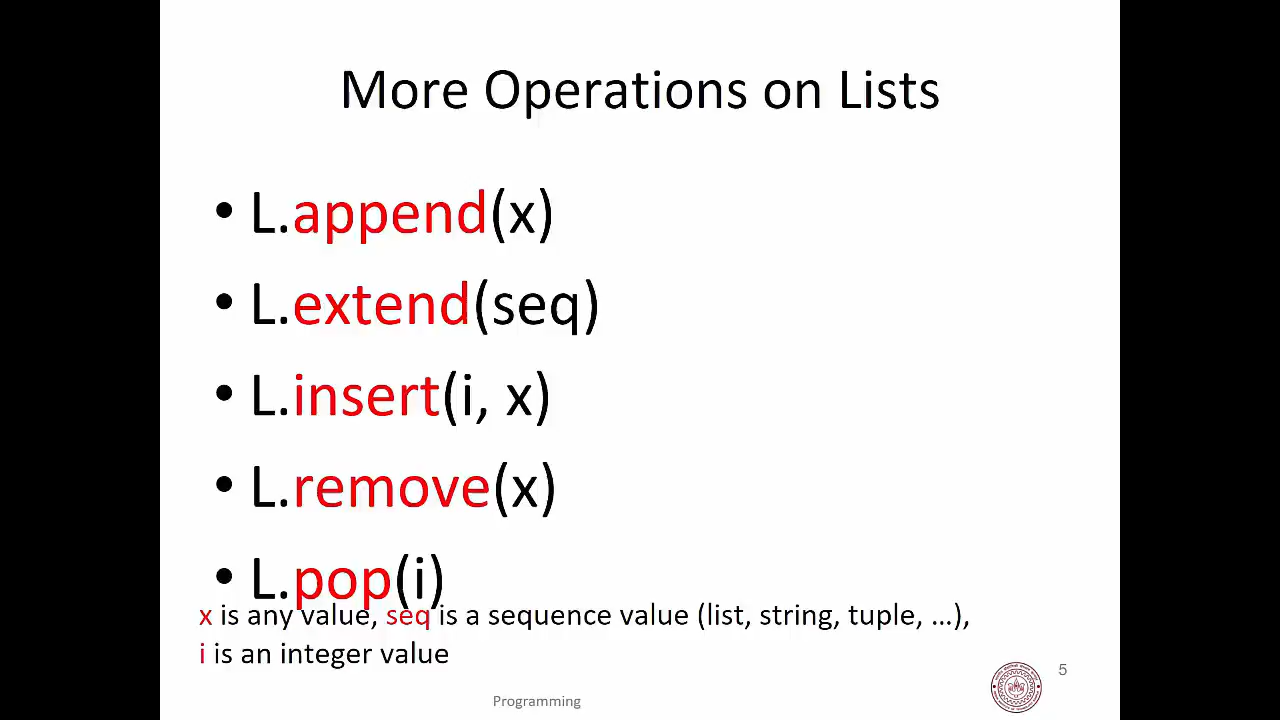 More Operations on Lists
• L.append(x)
• L.extend(seq)
• L.insert(i, x)
• L.remove(x)
• L.pop(i)
x is any value, seq is a sequence value (list, string, tuple, …),
i is an integer value
5
Programming